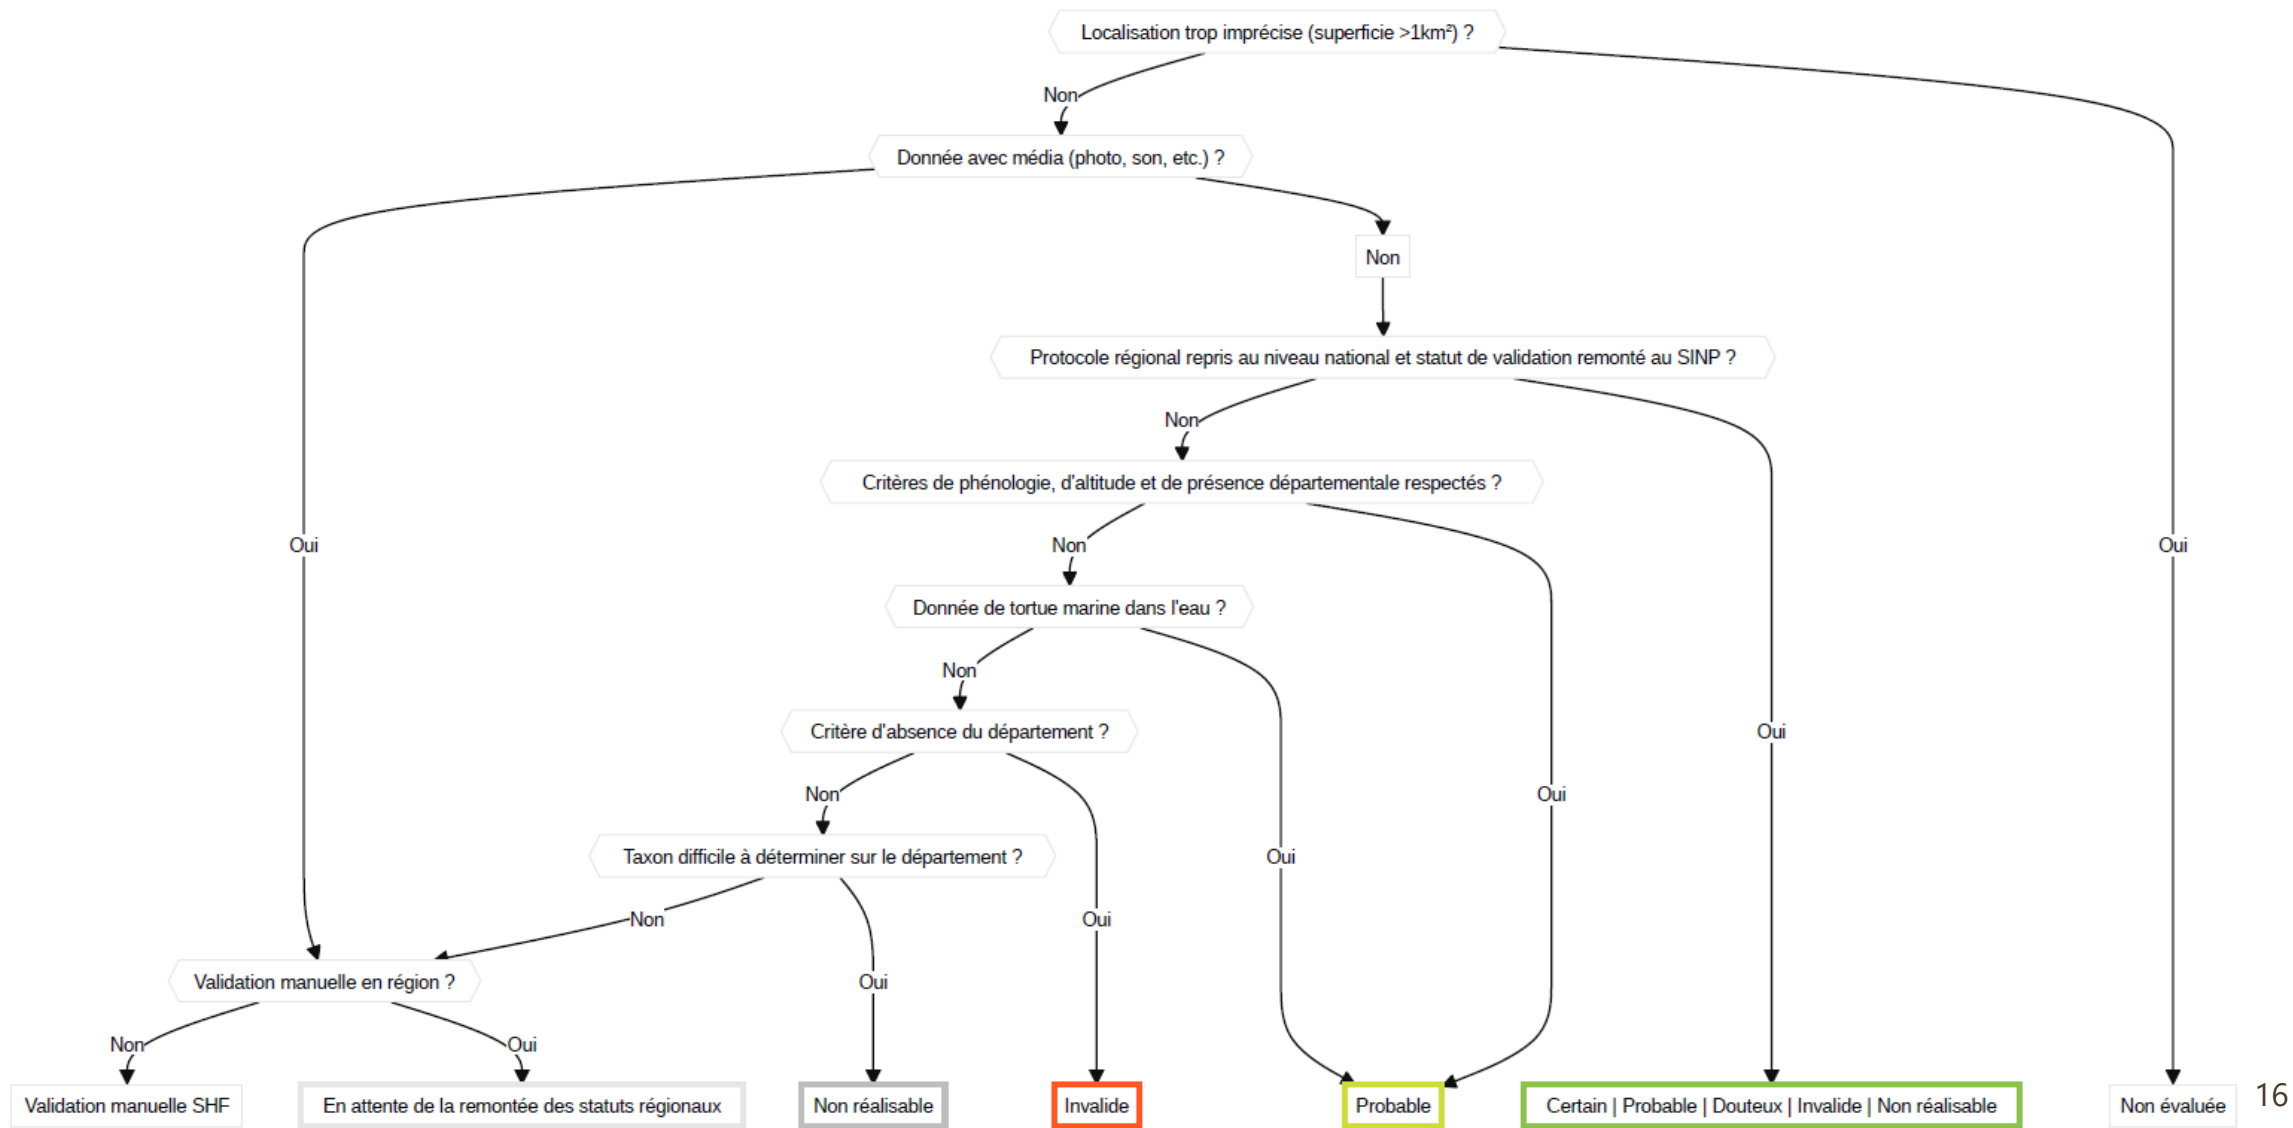 Localisation trop imprécise (superficie >1km²) ?
Non
Donnée avec média (photo, son, etc.) ?
Non
Protocole régional repris au niveau national et statut de validation remonté au SINP ?
Non
Critères de phénologie, d'altitude et de présence départementale respectés ?
Oui
Non
Oui
Donnée de tortue marine dans l'eau ?
Non
Critère d'absence du département ?
Oui
Non
Oui
Taxon difficile à déterminer sur le département ?
Oui
Non
Oui
Validation manuelle en région ?
Oui
Non
Oui
Validation manuelle SHF
En attente de la remontée des statuts régionaux
Non réalisable
Invalide
Probable
Certain | Probable | Douteux | Invalide | Non réalisable
Non évaluée
16